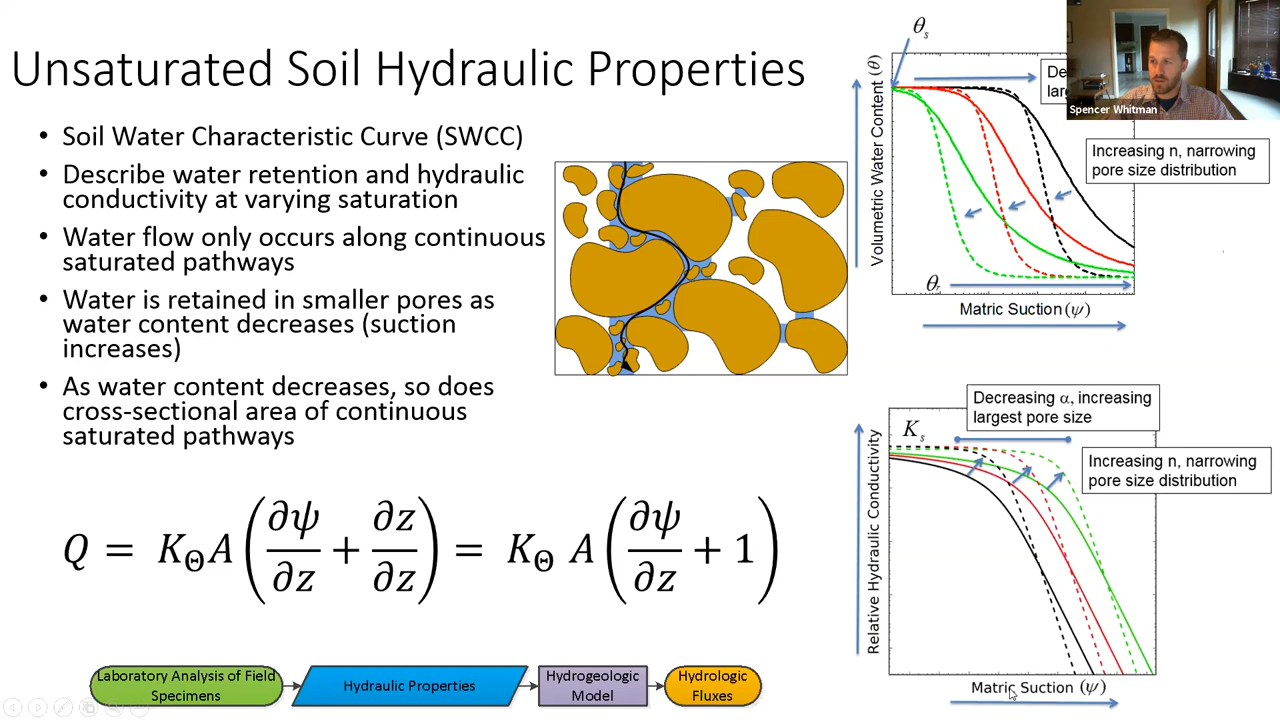 Unsaturated Soil Hydraulic Properties
• Soil Water Characteristic Curve (SWCC)
• Describe water retention and hydraulic
conductivity at varying saturation
• Water flow only occurs along continuous
saturated pathways
• Water is retained in smaller pores as
water content decreases (suction
increases)
• As water content decreases, so does
cross-sectional area of continuous
saturated pathways
Q = K_Θ A (∂ψ/∂z + ∂z/∂z) = K_Θ A (∂ψ/∂z + 1)
Laboratory Analysis of Field
Specimens
Hydraulic Properties
Hydrogeologic
Model
Hydrologic
Fluxes
θs
Spencer Whitman
Volumetric Water Content (θ)
Increasing n, narrowing
pore size distribution
θr
Matric Suction (ψ)
Decreasing α, increasing
largest pore size
Ks
Increasing n, narrowing
pore size distribution
Relative Hydraulic Conductivity
Matric Suction (ψ)